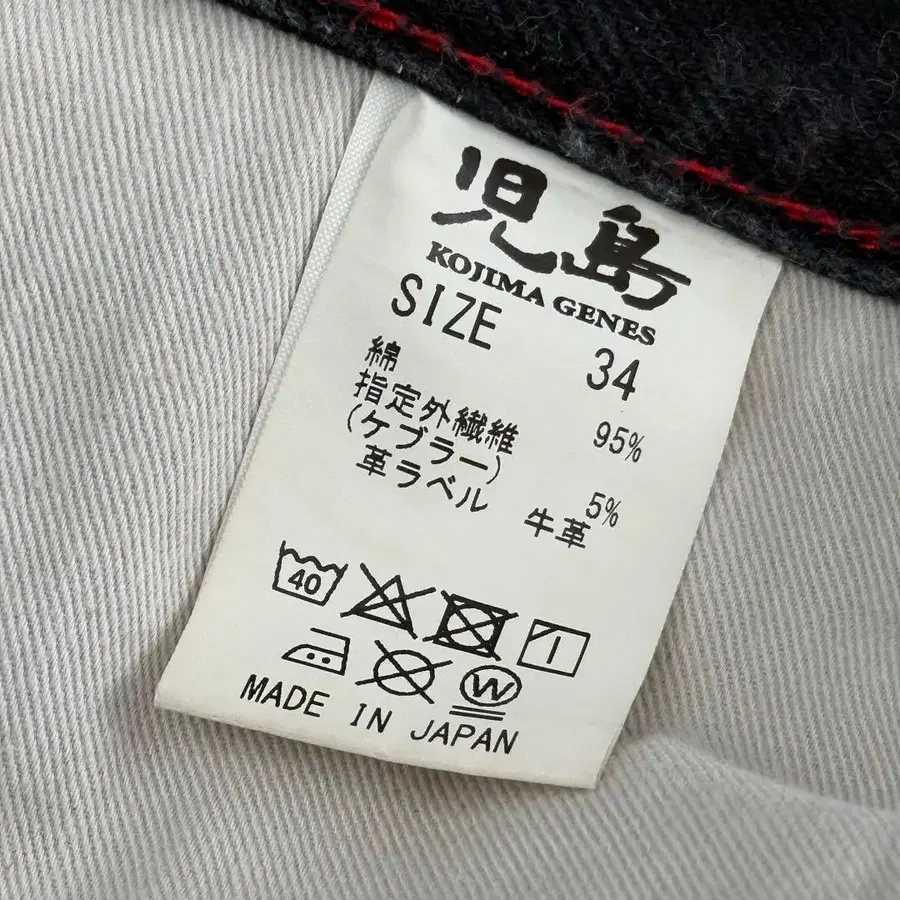 児島
KOJIMA GENES
SIZE 34
綿 95%
指定外繊維
(ケブラー) 5%
革ラベル 牛革
40
W
MADE IN JAPAN